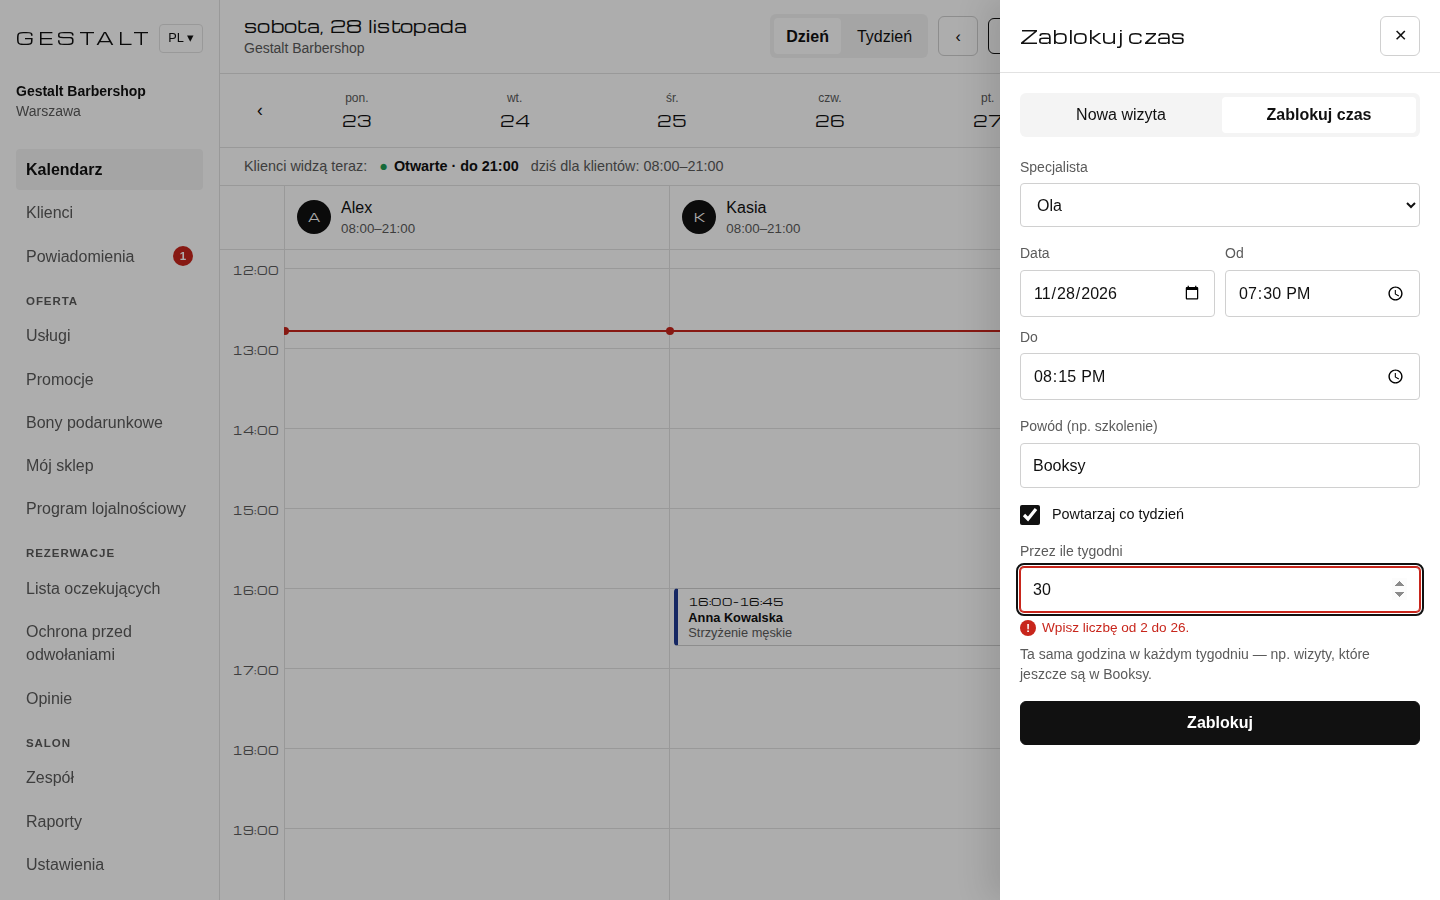 GESTALT
PL ▾
Gestalt Barbershop
Warszawa
Kalendarz
Klienci
Powiadomienia
1
OFERTA
Usługi
Promocje
Bony podarunkowe
Mój sklep
Program lojalnościowy
REZERWACJE
Lista oczekujących
Ochrona przed
odwołaniami
Opinie
SALON
Zespół
Raporty
Ustawienia
sobota, 28 listopada
Gestalt Barbershop
Dzień
Tydzień
‹
‹
pon.
23
wt.
24
śr.
25
czw.
26
pt.
27
Klienci widzą teraz: ● Otwarte · do 21:00 dziś dla klientów: 08:00–21:00
A
Alex
08:00–21:00
K
Kasia
08:00–21:00
12:00
13:00
14:00
15:00
16:00
17:00
18:00
19:00
16:00-16:45
Anna Kowalska
Strzyżenie męskie
Zablokuj czas
✕
Nowa wizyta
Zablokuj czas
Specjalista
Ola
Data
Od
11/28/2026
07:30 PM
Do
08:15 PM
Powód (np. szkolenie)
Booksy
Powtarzaj co tydzień
Przez ile tygodni
30
! Wpisz liczbę od 2 do 26.
Ta sama godzina w każdym tygodniu — np. wizyty, które
jeszcze są w Booksy.
Zablokuj